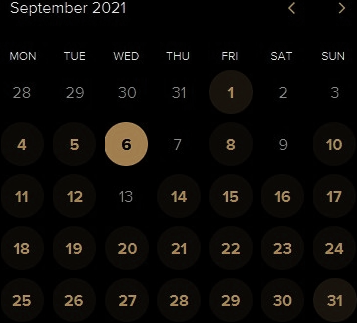 September 2021
MON TUE WED THU FRI SAT SUN
28 29 30 31 1 2 3
4 5 6 7 8 9 10
11 12 13 14 15 16 17
18 19 20 21 22 23 24
25 26 27 28 29 30 31